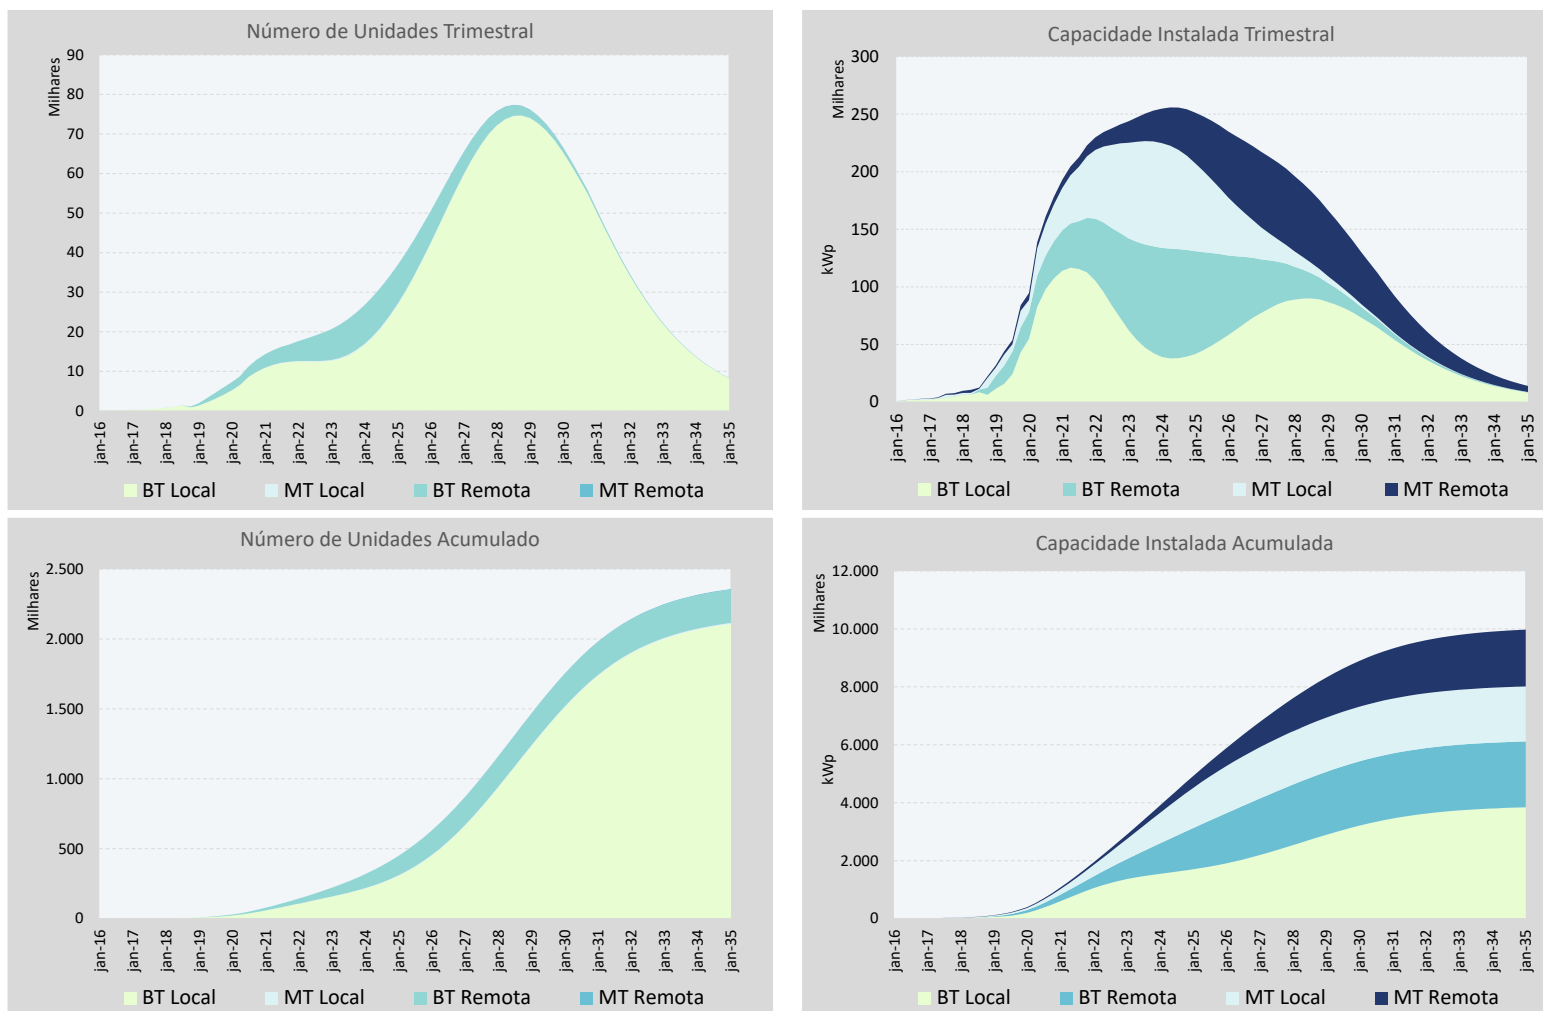 Número de Unidades Trimestral
Milhares
90
80
70
60
50
40
30
20
10
0
jan-16 jan-17 jan-18 jan-19 jan-20 jan-21 jan-22 jan-23 jan-24 jan-25 jan-26 jan-27 jan-28 jan-29 jan-30 jan-31 jan-32 jan-33 jan-34 jan-35
BT Local MT Local BT Remota MT Remota
Capacidade Instalada Trimestral
Milhares
kWp
300
250
200
150
100
50
0
jan-16 jan-17 jan-18 jan-19 jan-20 jan-21 jan-22 jan-23 jan-24 jan-25 jan-26 jan-27 jan-28 jan-29 jan-30 jan-31 jan-32 jan-33 jan-34 jan-35
BT Local BT Remota MT Local MT Remota
Número de Unidades Acumulado
Milhares
2.500
2.000
1.500
1.000
500
0
jan-16 jan-17 jan-18 jan-19 jan-20 jan-21 jan-22 jan-23 jan-24 jan-25 jan-26 jan-27 jan-28 jan-29 jan-30 jan-31 jan-32 jan-33 jan-34 jan-35
BT Local MT Local BT Remota MT Remota
Capacidade Instalada Acumulada
Milhares
kWp
12.000
10.000
8.000
6.000
4.000
2.000
0
jan-16 jan-17 jan-18 jan-19 jan-20 jan-21 jan-22 jan-23 jan-24 jan-25 jan-26 jan-27 jan-28 jan-29 jan-30 jan-31 jan-32 jan-33 jan-34 jan-35
BT Local BT Remota MT Local MT Remota